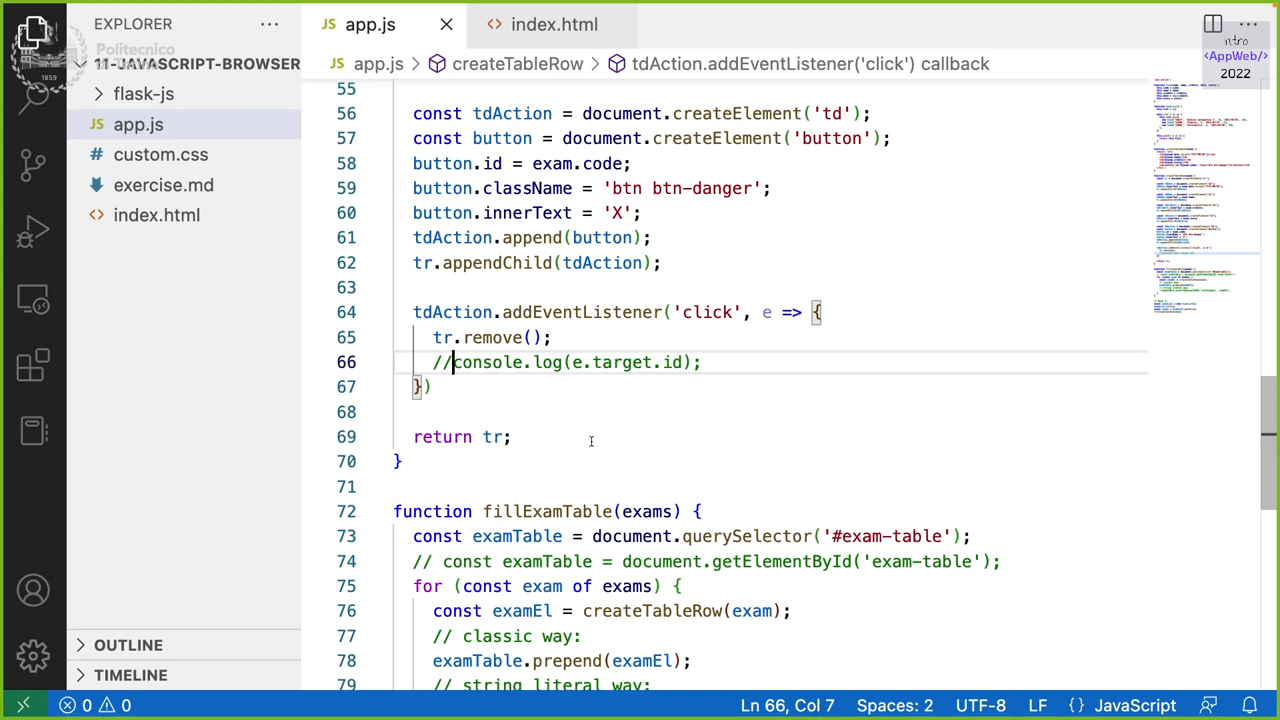 EXPLORER
11-JAVASCRIPT-BROWSER
flask-js
JS app.js
# custom.css
exercise.md
<> index.html
OUTLINE
TIMELINE
Politecnico
1859
JS app.js
<> index.html
JS app.js > createTableRow > tdAction.addEventListener('click') callback
ntro
<AppWeb/>
2022
55
56 const tdAction = document.createElement('td');
57 const button = document.createElement('button');
58 button.id = exam.code;
59 button.className = 'btn btn-danger';
60 button.innerText = 'X';
61 tdAction.append(button);
62 tr.appendChild(tdAction);
63
64 tdAction.addEventListener('click', e => {
65 tr.remove();
66 //console.log(e.target.id);
67 })
68
69 return tr;
70 }
71
72 function fillExamTable(exams) {
73 const examTable = document.querySelector('#exam-table');
74 // const examTable = document.getElementById('exam-table');
75 for (const exam of exams) {
76 const examEl = createTableRow(exam);
77 // classic way:
78 examTable.prepend(examEl);
79 // string literal way:
0 0 Ln 66, Col 7 Spaces: 2 UTF-8 LF {} JavaScript